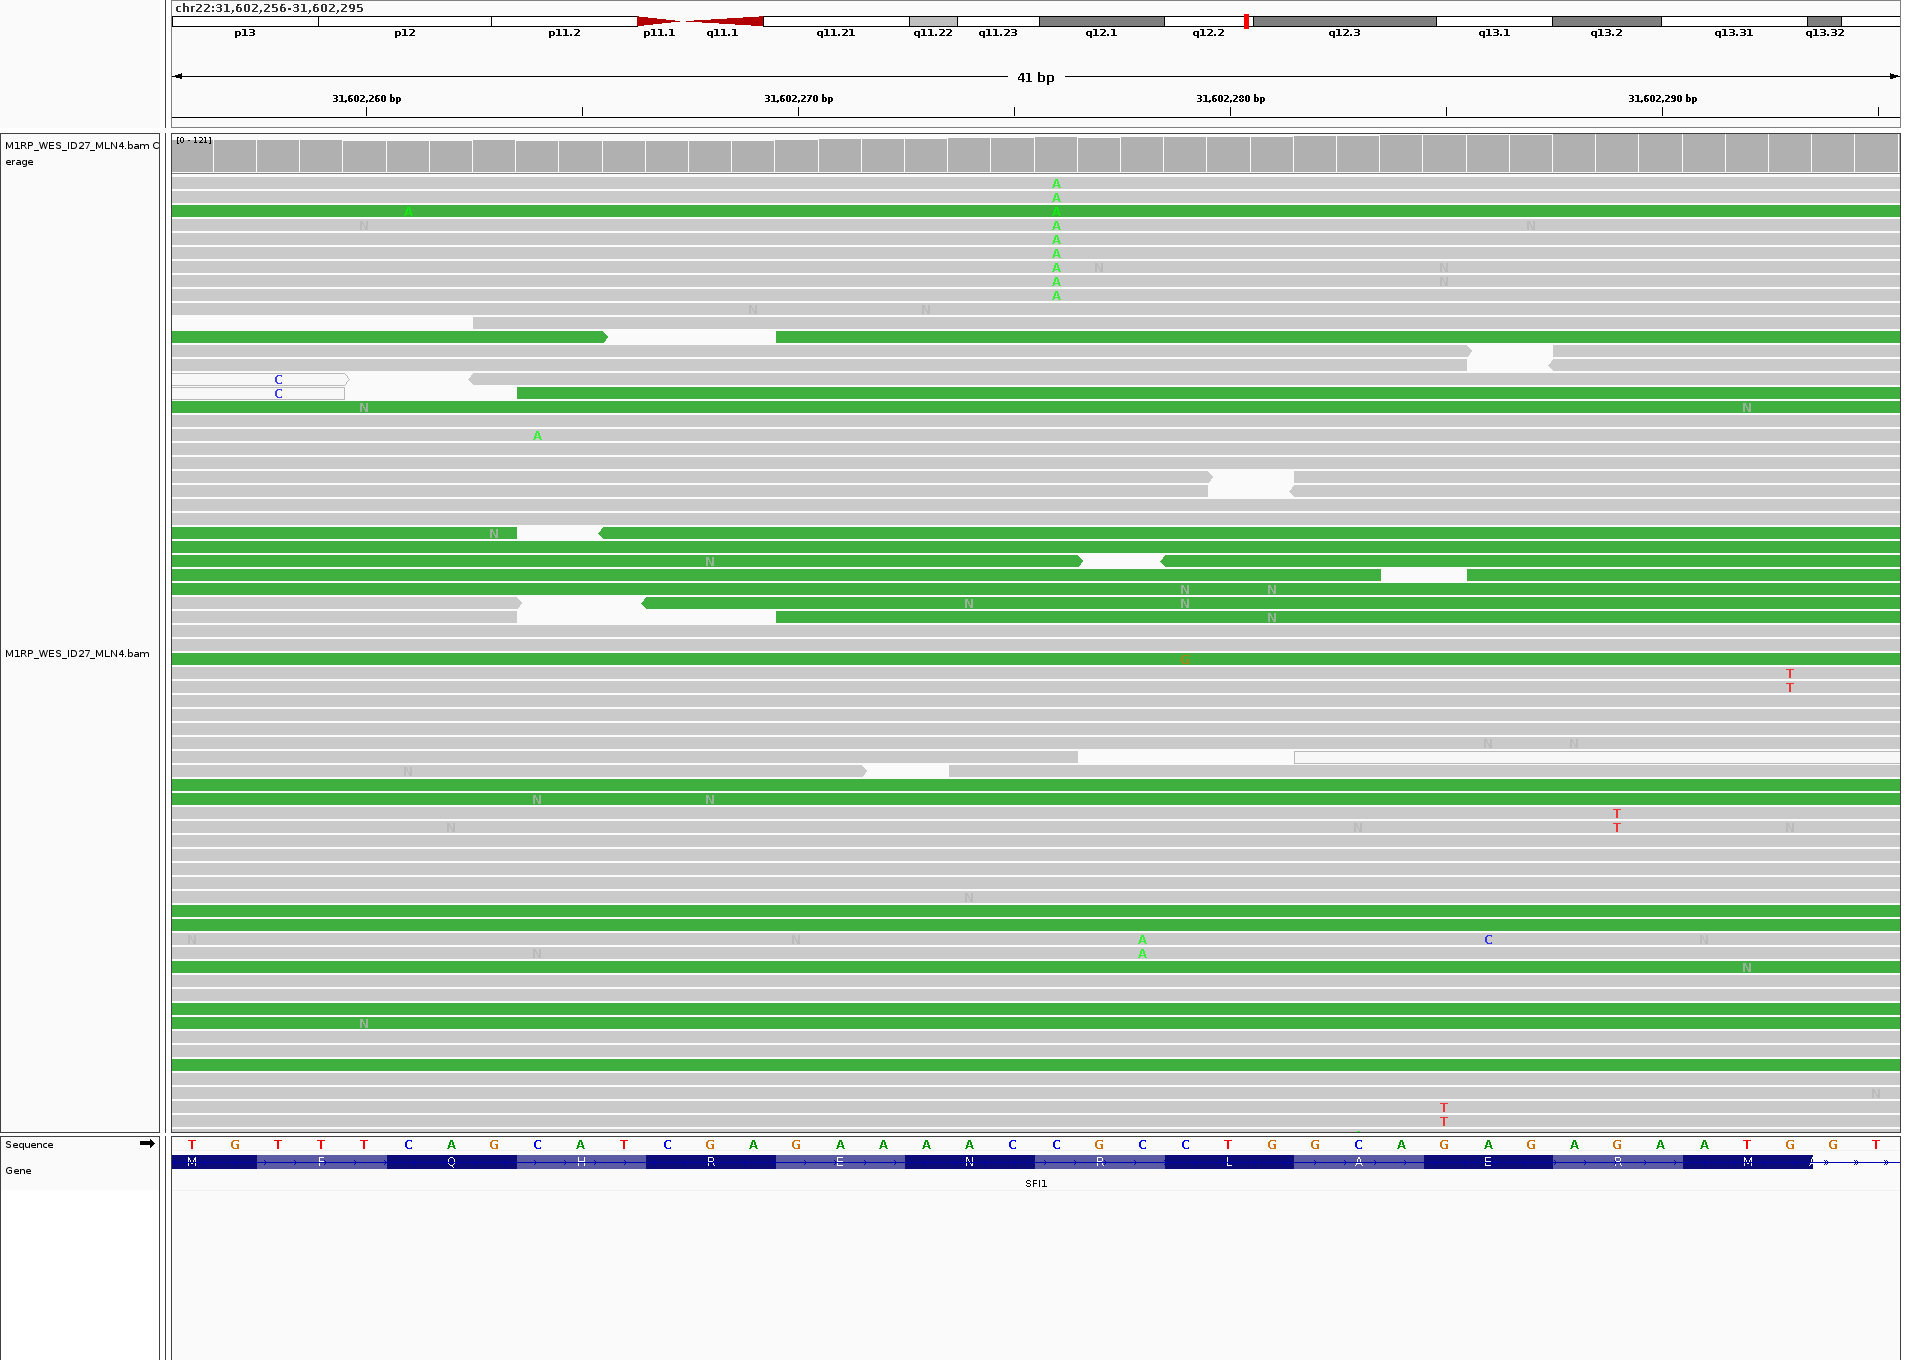 chr22:31,602,256-31,602,295
p13 p12 p11.2 p11.1 q11.1 q11.21 q11.22 q11.23 q12.1 q12.2 q12.3 q13.1 q13.2 q13.31 q13.32
41 bp
31,602,260 bp 31,602,270 bp 31,602,280 bp 31,602,290 bp
M1RP_WES_ID27_MLN4.bam C
erage
[0 - 121]
A
A
A A
N A N
A
A
A N N
A N
A
N N
C
C
N N
A
N
N
N N
N N
N
T
T
N N
N
N N
T
N T N N
N
N N A C N
N A
N
N
N
T
T
M1RP_WES_ID27_MLN4.bam
Sequence
T G T T T C A G C A T C G A G A A A A C C G C C T G G C A G A G A G A A T G G T
Gene
M F Q H R E N R L A E R M
SFI1